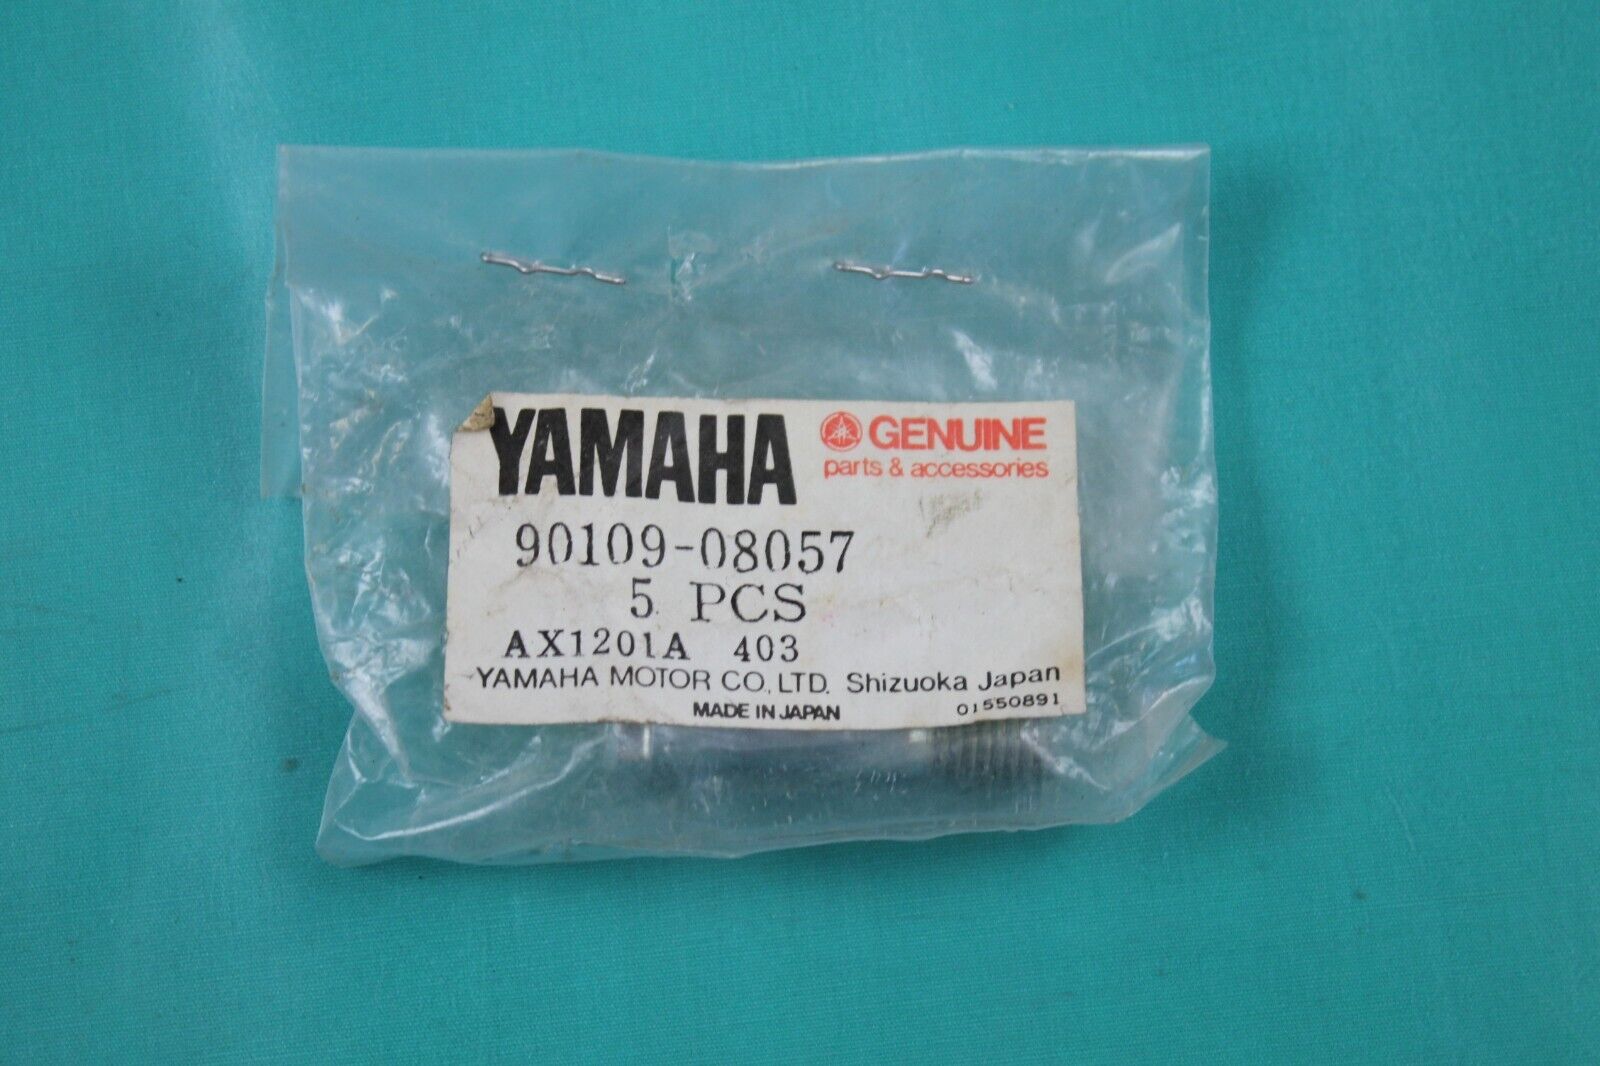 YAMAHA
GENUINE
parts & accessories
90109-08057
5 PCS
AX1201A 403
YAMAHA MOTOR CO., LTD. Shizuoka Japan
MADE IN JAPAN
01550891